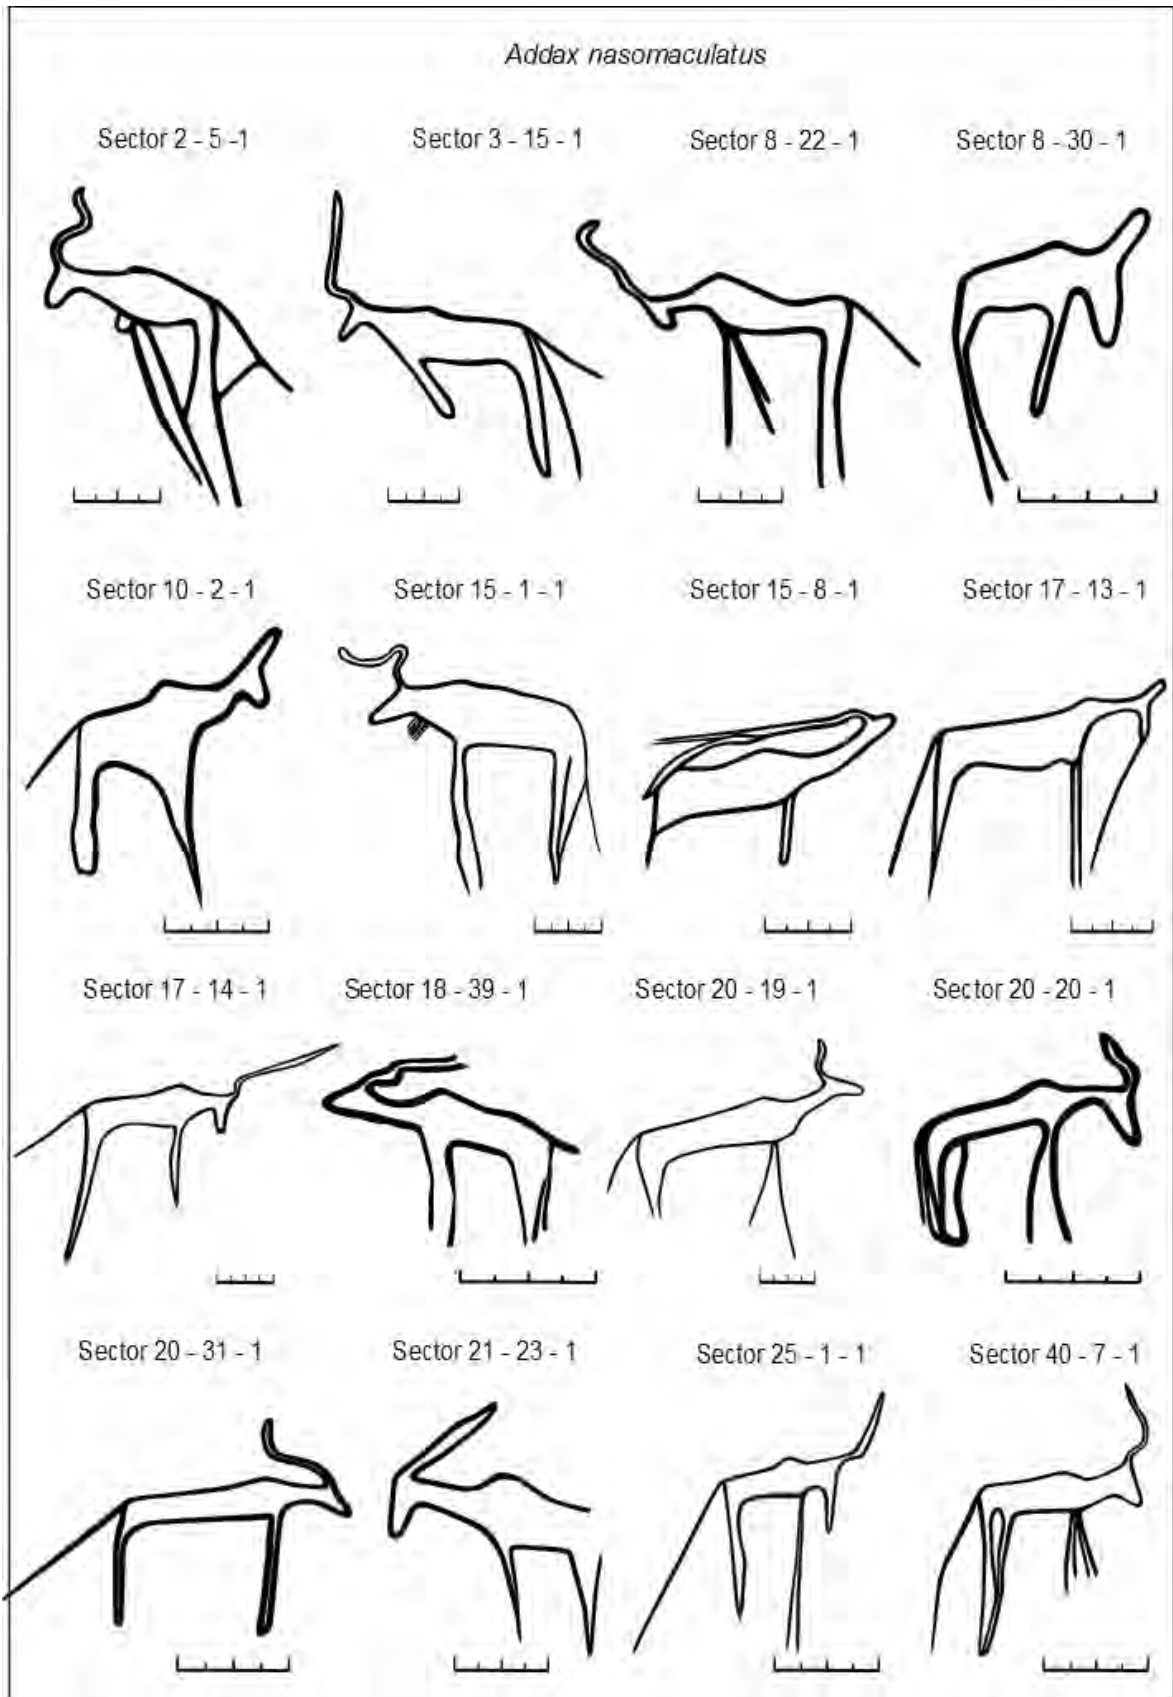 Addax nasomaculatus
Sector 2 - 5 -1
Sector 3 - 15 - 1
Sector 8 - 22 - 1
Sector 8 - 30 - 1
Sector 10 - 2 - 1
Sector 15 - 1 - 1
Sector 15 - 8 - 1
Sector 17 - 13 - 1
Sector 17 - 14 - 1
Sector 18 - 39 - 1
Sector 20 - 19 - 1
Sector 20 - 20 - 1
Sector 20 - 31 - 1
Sector 21 - 23 - 1
Sector 25 - 1 - 1
Sector 40 - 7 - 1